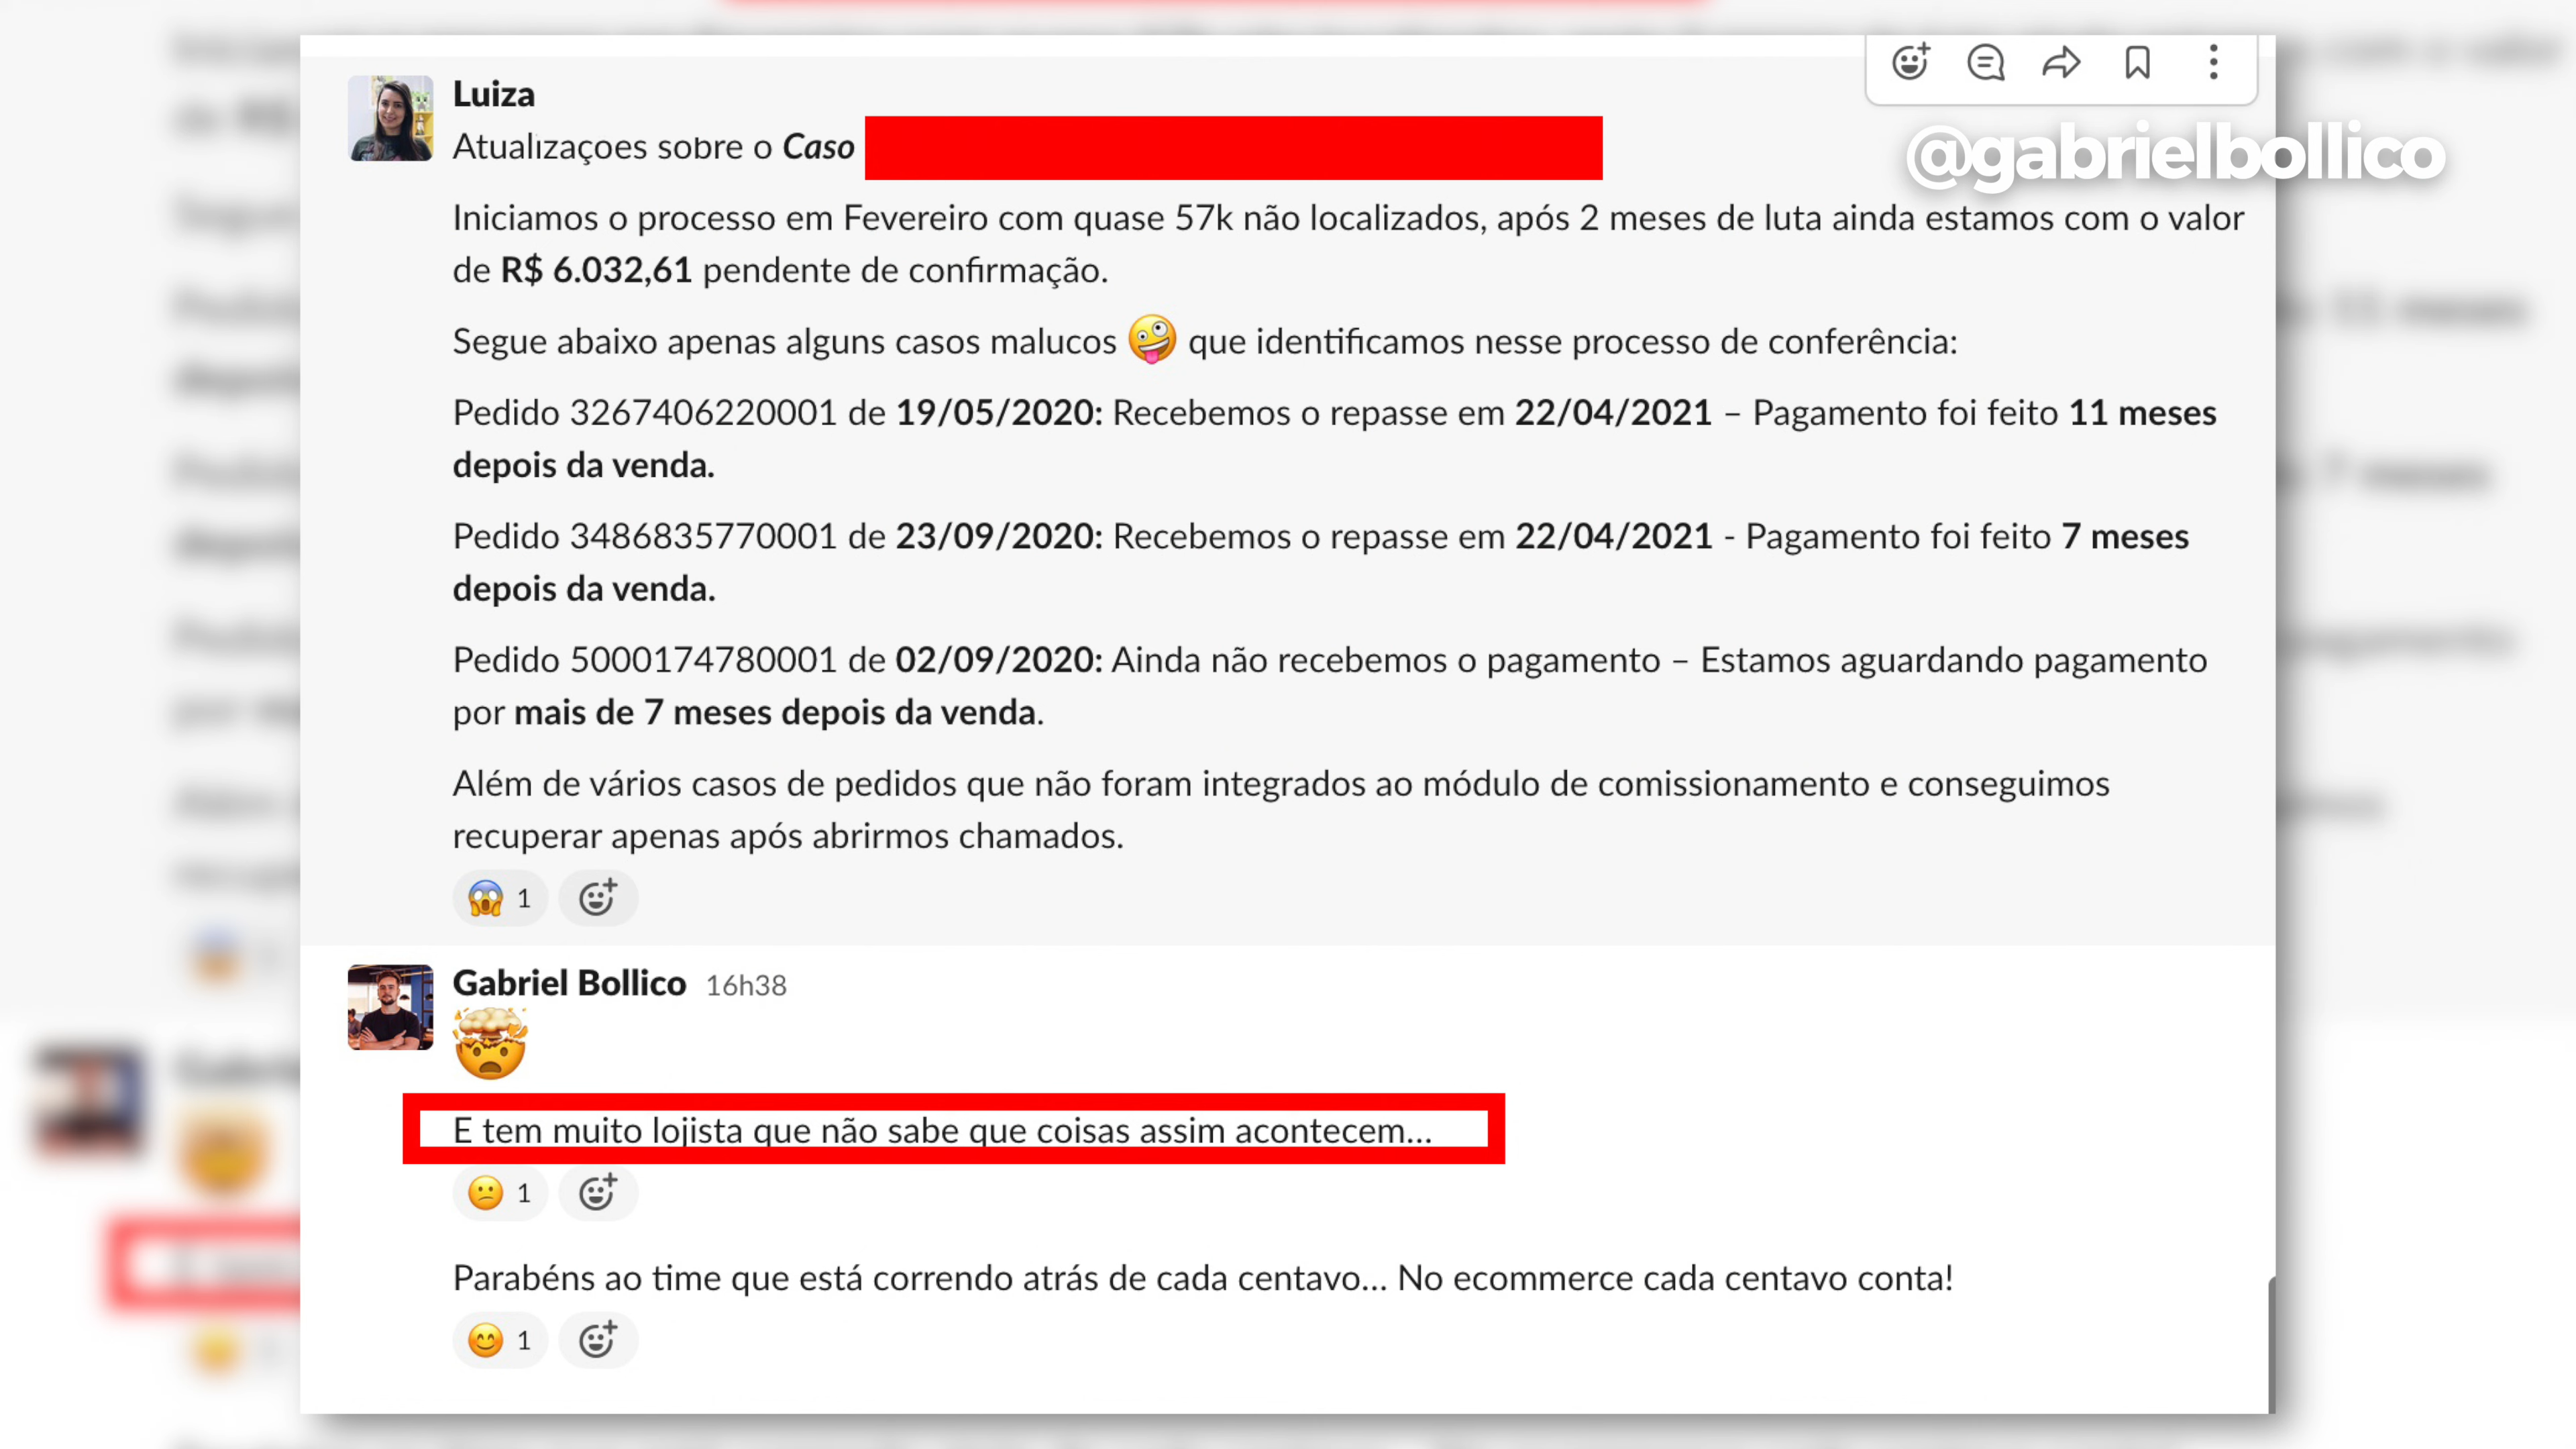 Luiza
Atualizaçoes sobre o Caso
@gabrielbollico
Iniciamos o processo em Fevereiro com quase 57k não localizados, após 2 meses de luta ainda estamos com o valor
de R$ 6.032,61 pendente de confirmação.
Segue abaixo apenas alguns casos malucos 🤪 que identificamos nesse processo de conferência:
Pedido 3267406220001 de 19/05/2020: Recebemos o repasse em 22/04/2021 – Pagamento foi feito 11 meses
depois da venda.
Pedido 3486835770001 de 23/09/2020: Recebemos o repasse em 22/04/2021 - Pagamento foi feito 7 meses
depois da venda.
Pedido 5000174780001 de 02/09/2020: Ainda não recebemos o pagamento – Estamos aguardando pagamento
por mais de 7 meses depois da venda.
Além de vários casos de pedidos que não foram integrados ao módulo de comissionamento e conseguimos
recuperar apenas após abrirmos chamados.
😱 1
Gabriel Bollico 16h38
🤯
E tem muito lojista que não sabe que coisas assim acontecem...
😕 1
Parabéns ao time que está correndo atrás de cada centavo... No ecommerce cada centavo conta!
😊 1